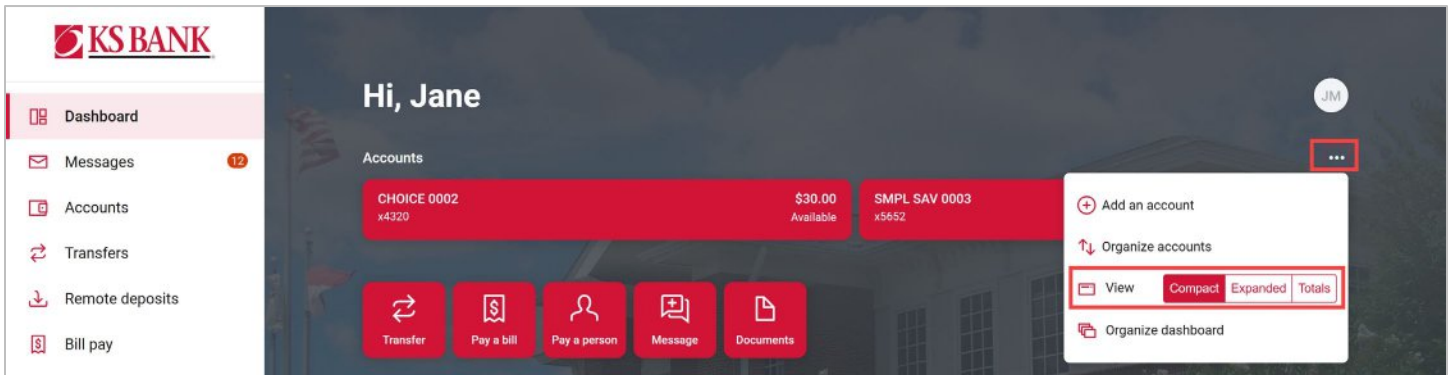 KS BANK
Dashboard
Messages 12
Accounts
Transfers
Remote deposits
Bill pay
Hi, Jane
JM
Accounts
CHOICE 0002 $30.00
x4320 Available
SMPL SAV 0003
x5652
Transfer
Pay a bill
Pay a person
Message
Documents
Add an account
Organize accounts
View Compact Expanded Totals
Organize dashboard